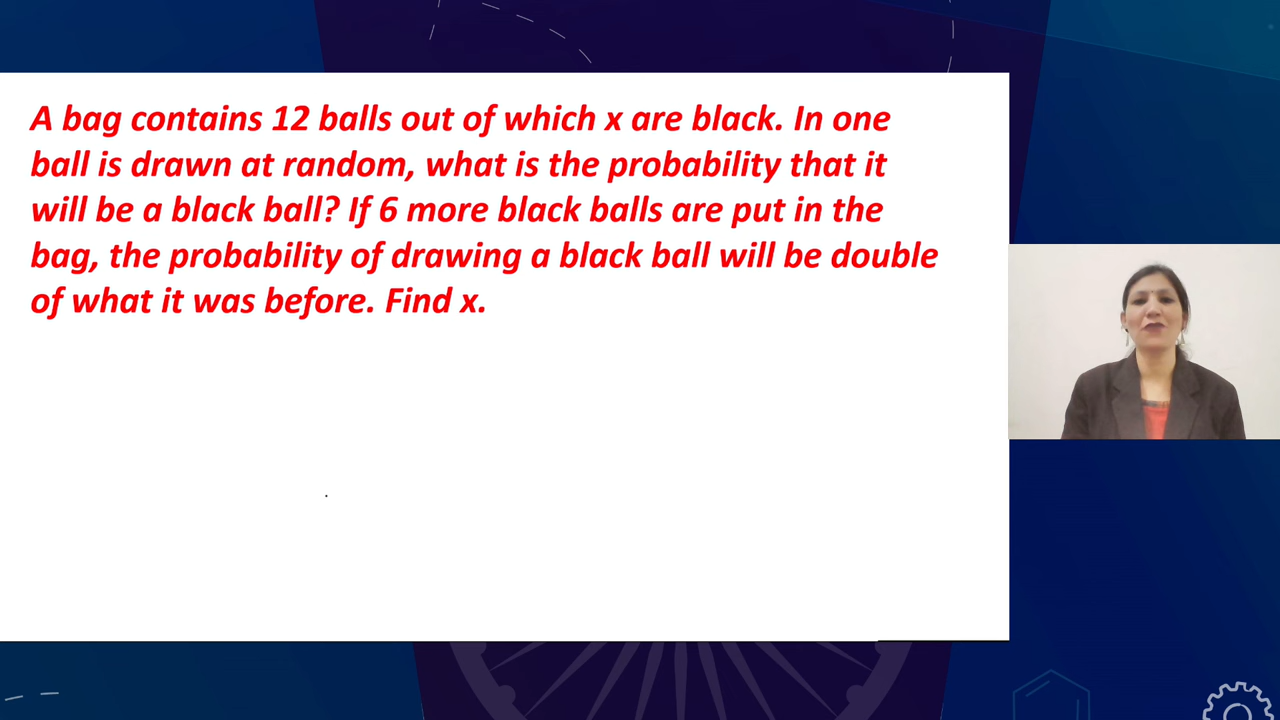 A bag contains 12 balls out of which x are black. In one
ball is drawn at random, what is the probability that it
will be a black ball? If 6 more black balls are put in the
bag, the probability of drawing a black ball will be double
of what it was before. Find x.